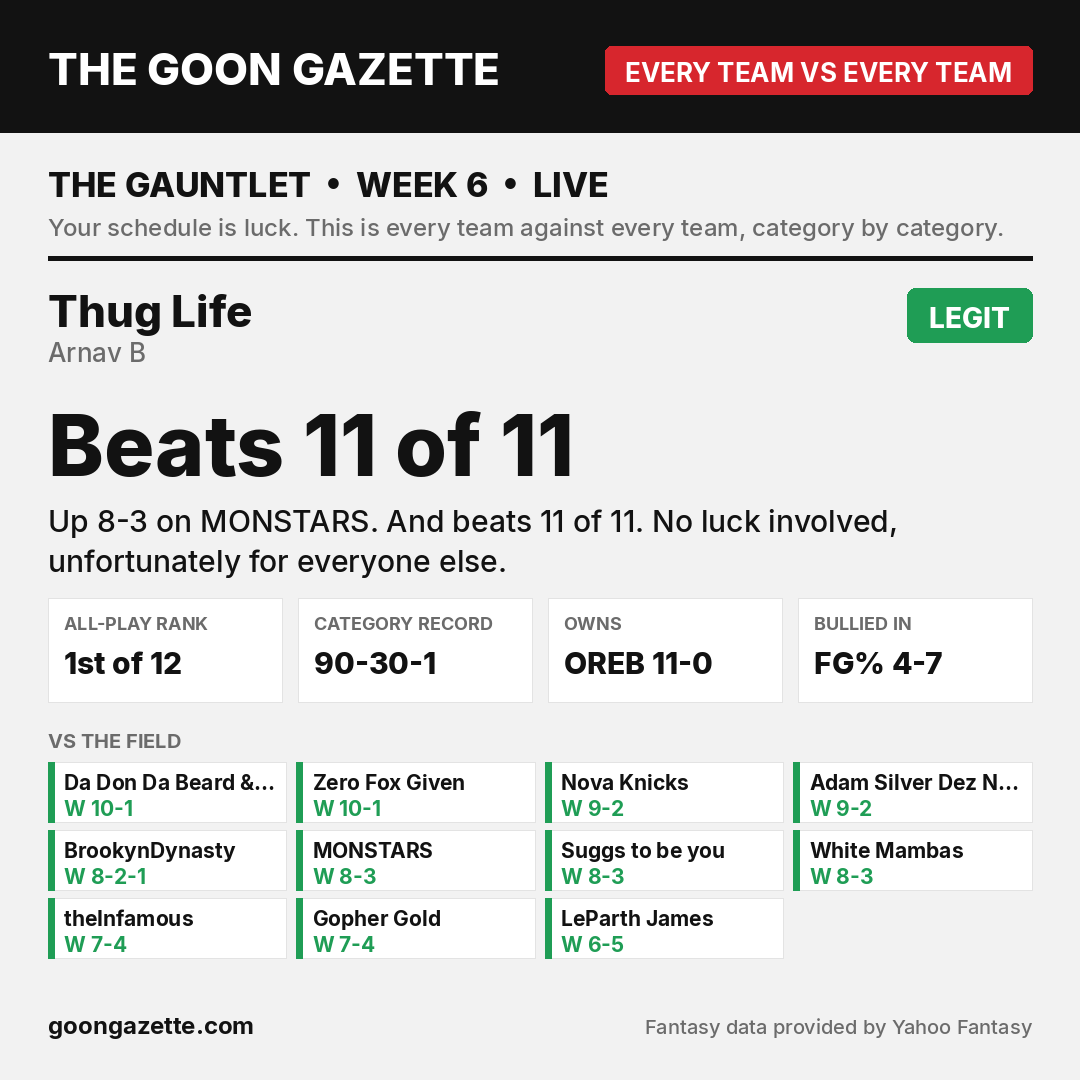 THE GOON GAZETTE
EVERY TEAM VS EVERY TEAM
THE GAUNTLET • WEEK 6 • LIVE
Your schedule is luck. This is every team against every team, category by category.
Thug Life
LEGIT
Arnav B
Beats 11 of 11
Up 8-3 on MONSTARS. And beats 11 of 11. No luck involved,
unfortunately for everyone else.
ALL-PLAY RANK
1st of 12
CATEGORY RECORD
90-30-1
OWNS
OREB 11-0
BULLIED IN
FG% 4-7
VS THE FIELD
Da Don Da Beard &...
W 10-1
Zero Fox Given
W 10-1
Nova Knicks
W 9-2
Adam Silver Dez N...
W 9-2
BrookynDynasty
W 8-2-1
MONSTARS
W 8-3
Suggs to be you
W 8-3
White Mambas
W 8-3
theInfamous
W 7-4
Gopher Gold
W 7-4
LeParth James
W 6-5
goongazette.com
Fantasy data provided by Yahoo Fantasy